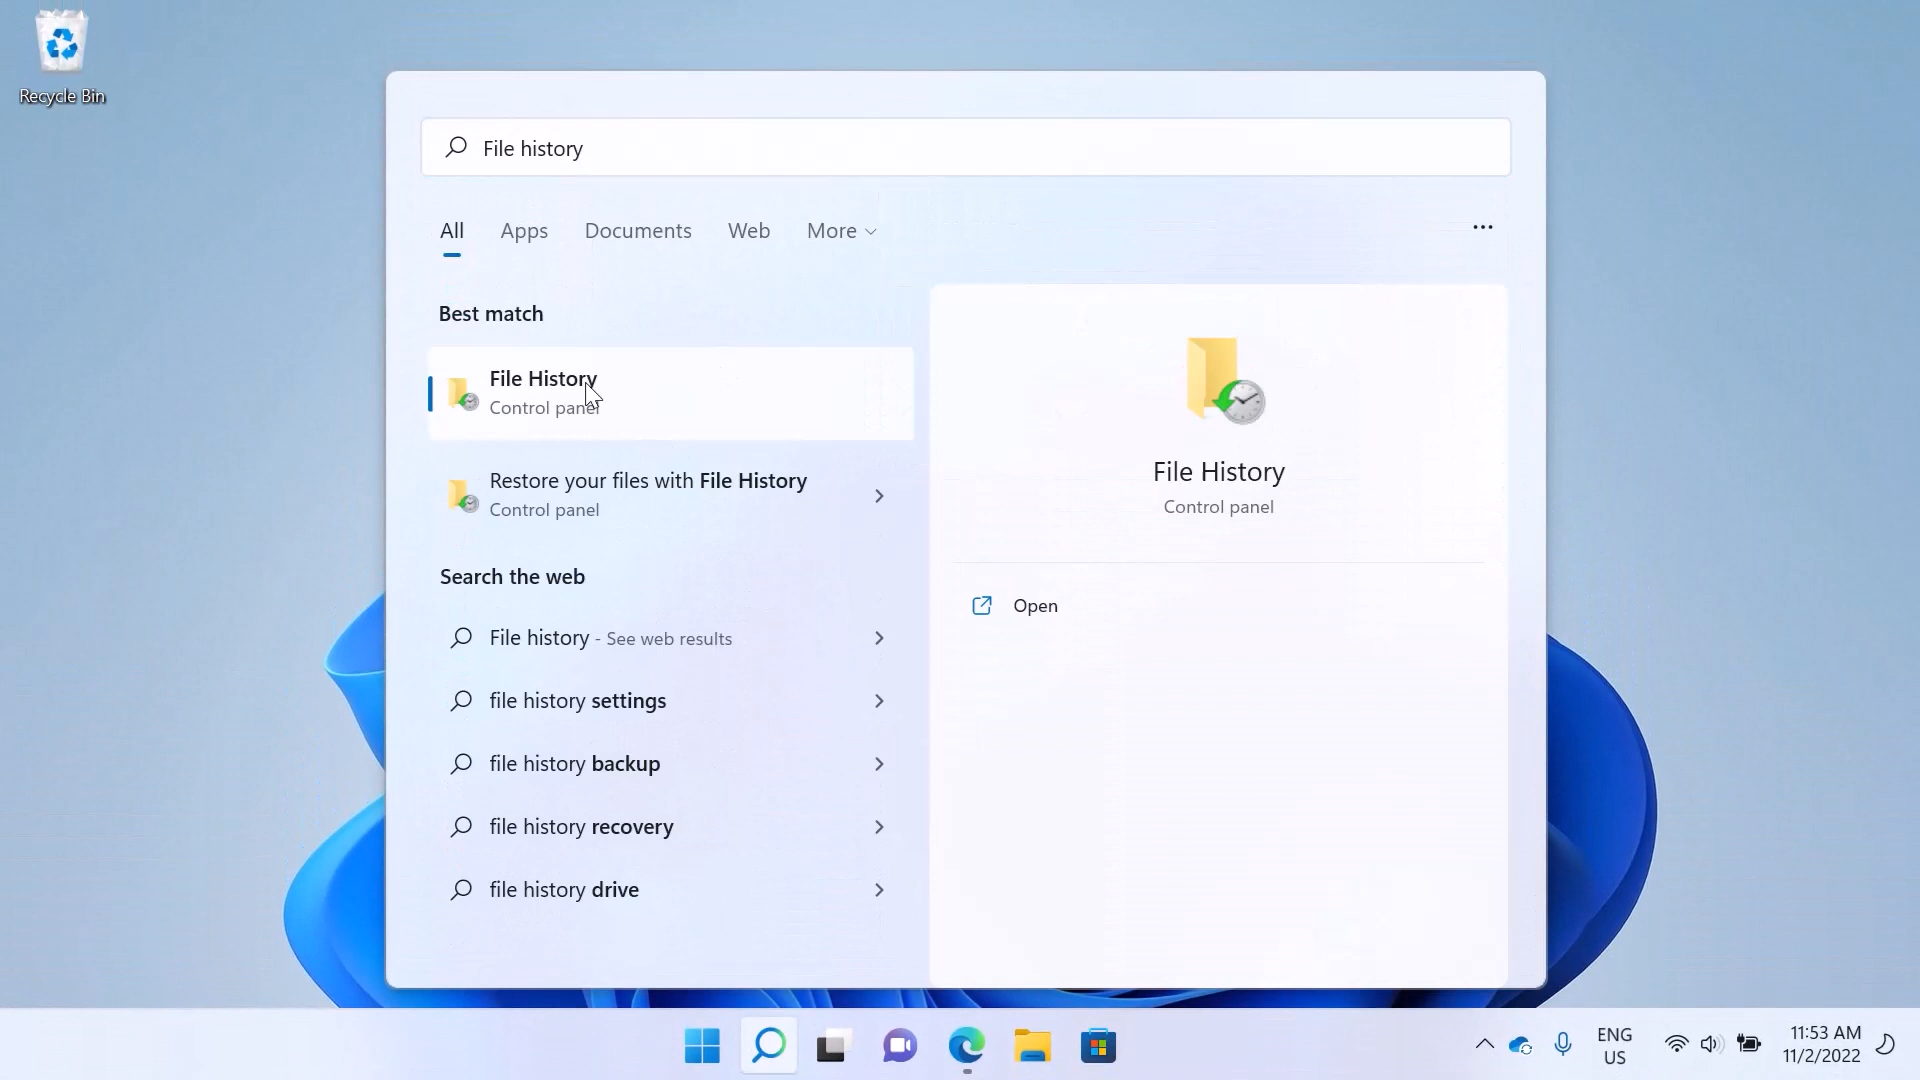 Recycle Bin
File history
All Apps Documents Web More
Best match
File History
Control panel
Restore your files with File History
Control panel
Search the web
File history - See web results
file history settings
file history backup
file history recovery
file history drive
File History
Control panel
Open
ENG
US
11:53 AM
11/2/2022